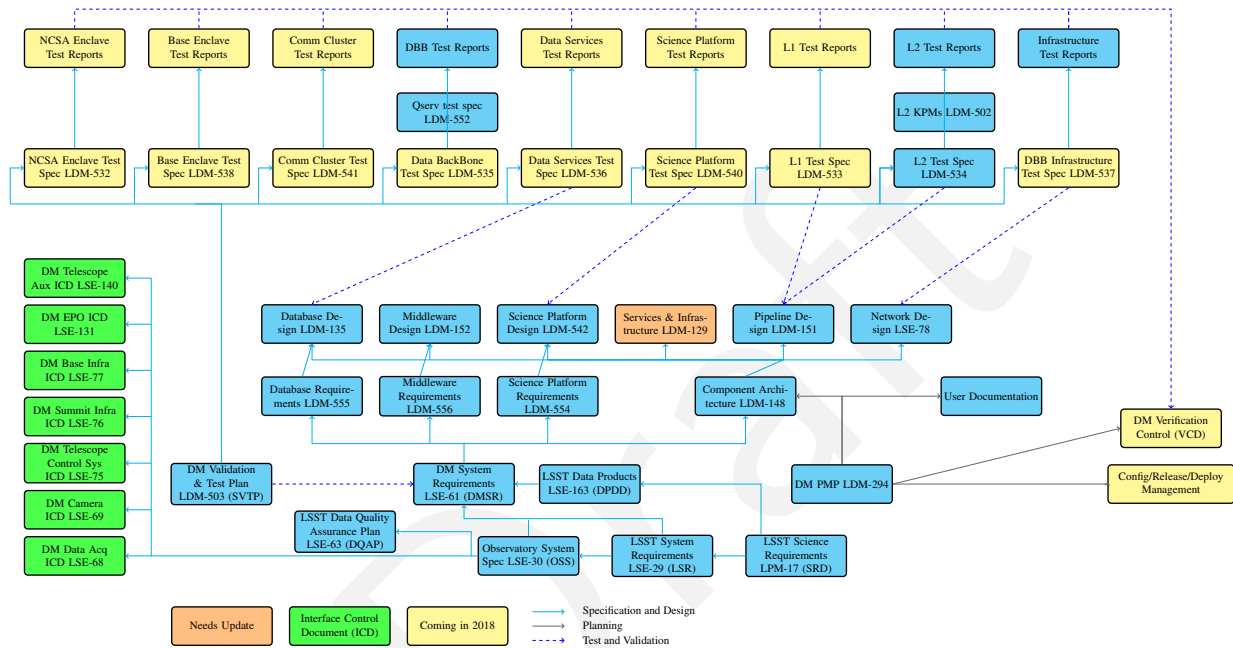 NCSA Enclave
Test Reports
Base Enclave
Test Reports
Comm Cluster
Test Reports
DBB Test Reports
Data Services
Test Reports
Science Platform
Test Reports
L1 Test Reports
L2 Test Reports
Infrastructure
Test Reports
Qserv test spec
LDM-552
L2 KPMs LDM-502
NCSA Enclave Test
Spec LDM-532
Base Enclave Test
Spec LDM-538
Comm Cluster Test
Spec LDM-541
Data BackBone
Test Spec LDM-535
Data Services Test
Spec LDM-536
Science Platform
Test Spec LDM-540
L1 Test Spec
LDM-533
L2 Test Spec
LDM-534
DBB Infrastructure
Test Spec LDM-537
DM Telescope
Aux ICD LSE-140
DM EPO ICD
LSE-131
DM Base Infra
ICD LSE-77
DM Summit Infra
ICD LSE-76
DM Telescope
Control Sys
ICD LSE-75
DM Camera
ICD LSE-69
DM Data Acq
ICD LSE-68
Database De-
sign LDM-135
Middleware
Design LDM-152
Science Platform
Design LDM-542
Services & Infras-
tructure LDM-129
Pipeline De-
sign LDM-151
Network De-
sign LSE-78
Database Require-
ments LDM-555
Middleware
Requirements
LDM-556
Science Platform
Requirements
LDM-554
Component Archi-
tecture LDM-148
User Documentation
DM Verification
Control (VCD)
DM Validation
& Test Plan
LDM-503 (SVTP)
DM System
Requirements
LSE-61 (DMSR)
LSST Data Products
LSE-163 (DPDD)
DM PMP LDM-294
Config/Release/Deploy
Management
LSST Data Quality
Assurance Plan
LSE-63 (DQAP)
Observatory System
Spec LSE-30 (OSS)
LSST System
Requirements
LSE-29 (LSR)
LSST Science
Requirements
LPM-17 (SRD)
Needs Update
Interface Control
Document (ICD)
Coming in 2018
Specification and Design
Planning
Test and Validation
Draft